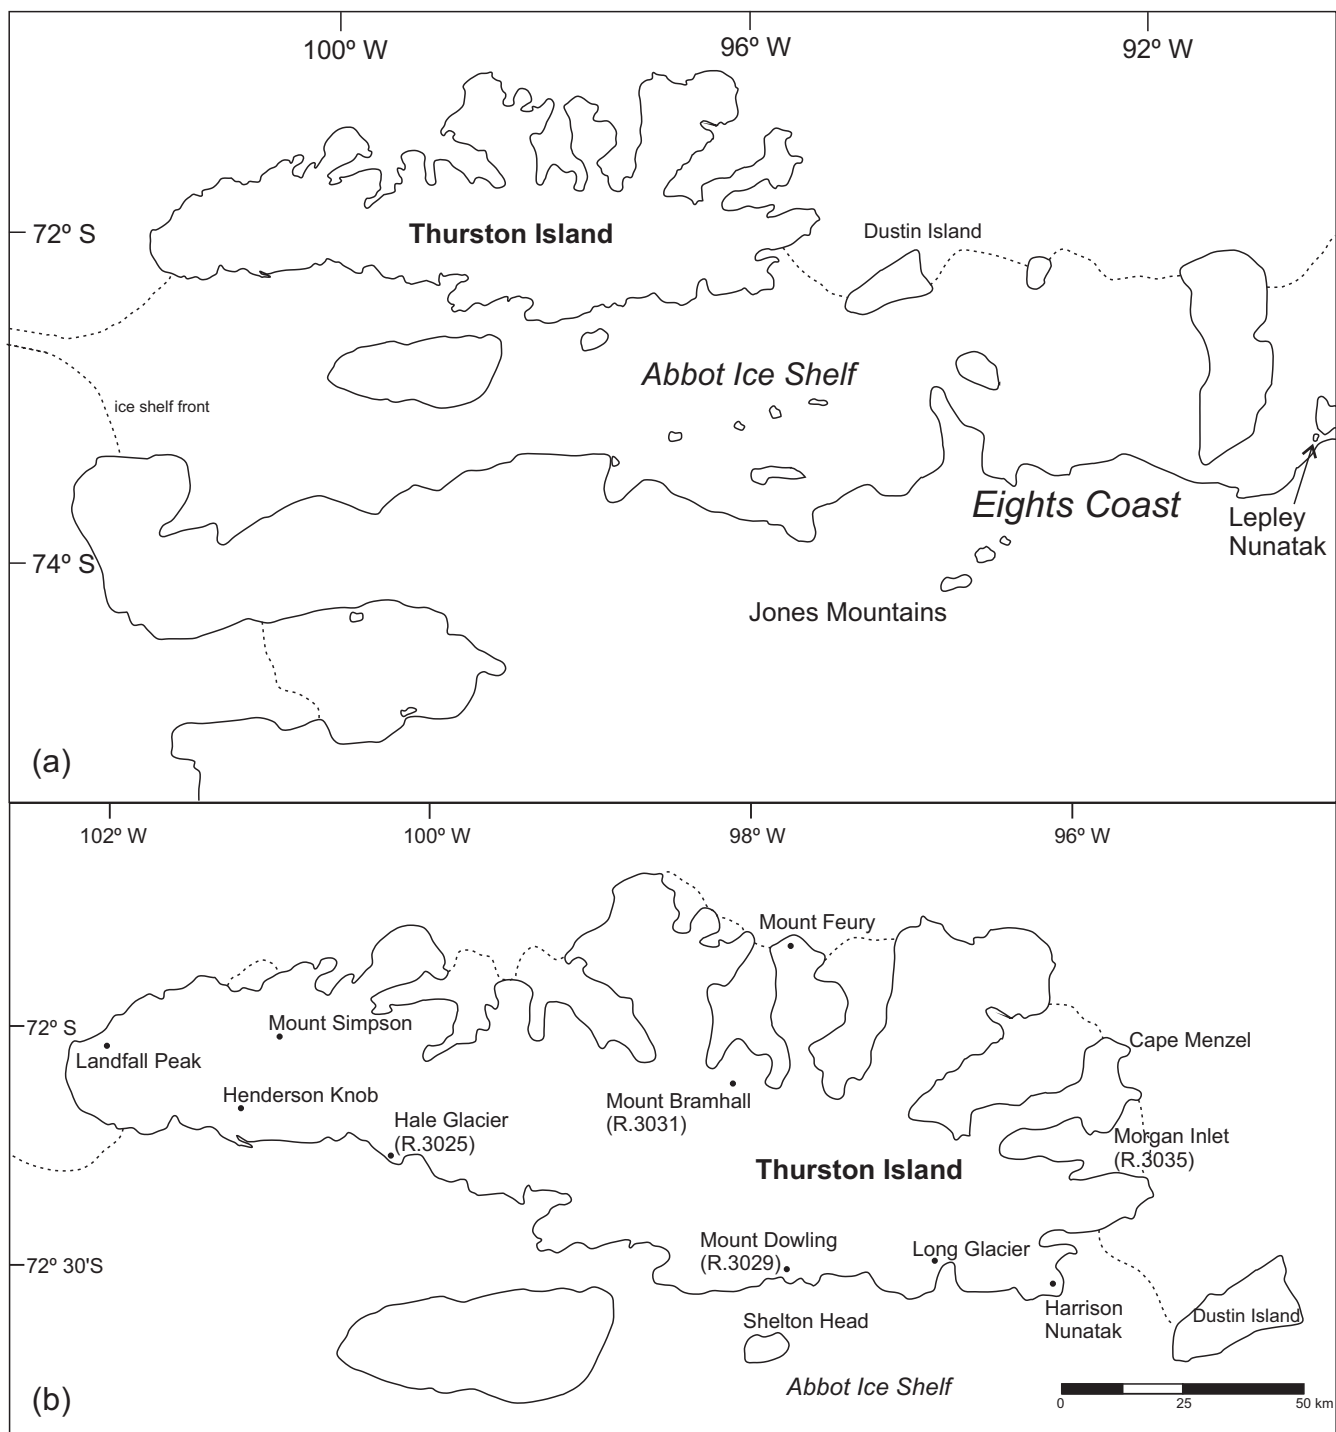 100º W
96º W
92º W
72º S
Thurston Island
Dustin Island
Abbot Ice Shelf
ice shelf front
Eights Coast
Lepley
Nunatak
74º S
Jones Mountains
(a)
102º W
100º W
98º W
96º W
Mount Feury
72º S
Mount Simpson
Landfall Peak
Cape Menzel
Henderson Knob
Mount Bramhall
(R.3031)
Hale Glacier
(R.3025)
Morgan Inlet
(R.3035)
Thurston Island
Mount Dowling
(R.3029)
Long Glacier
72º 30'S
Shelton Head
Harrison
Nunatak
Dustin Island
Abbot Ice Shelf
(b)
0 25 50 km